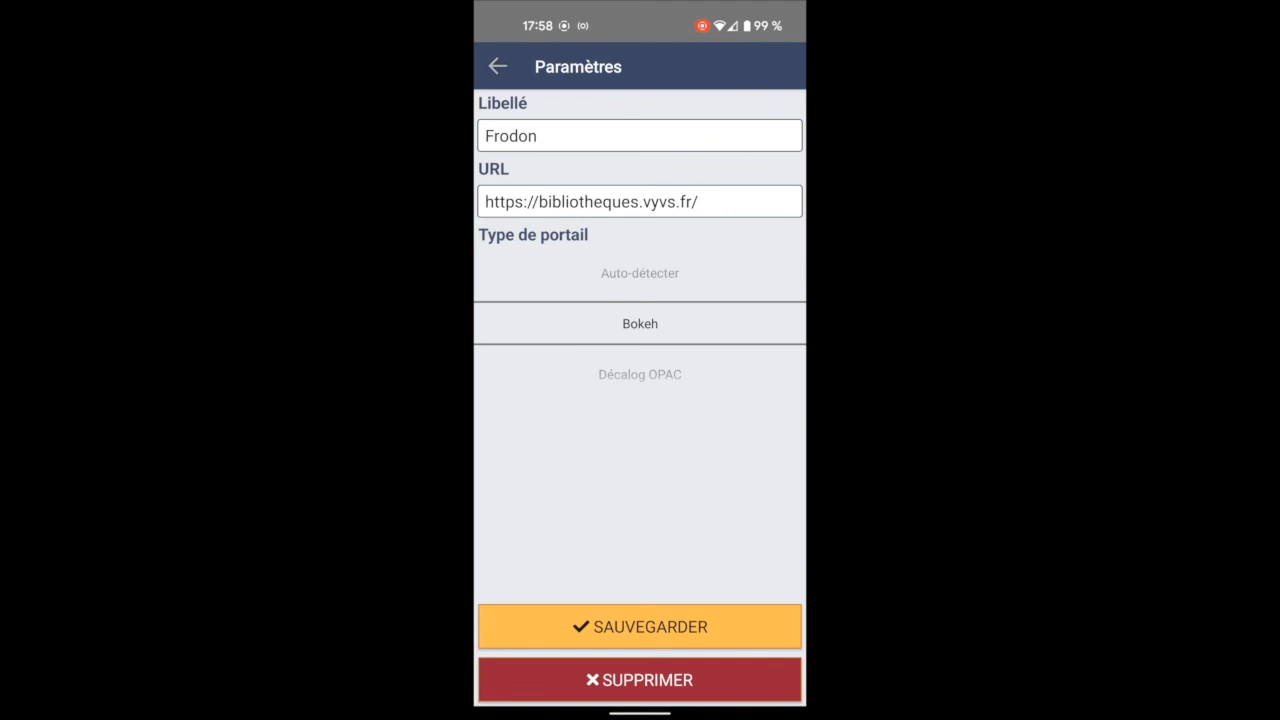 17:58 99 %
Paramètres
Libellé
Frodon
URL
https://bibliotheques.vyvs.fr/
Type de portail
Auto-détecter
Bokeh
Décalog OPAC
SAUVEGARDER
SUPPRIMER